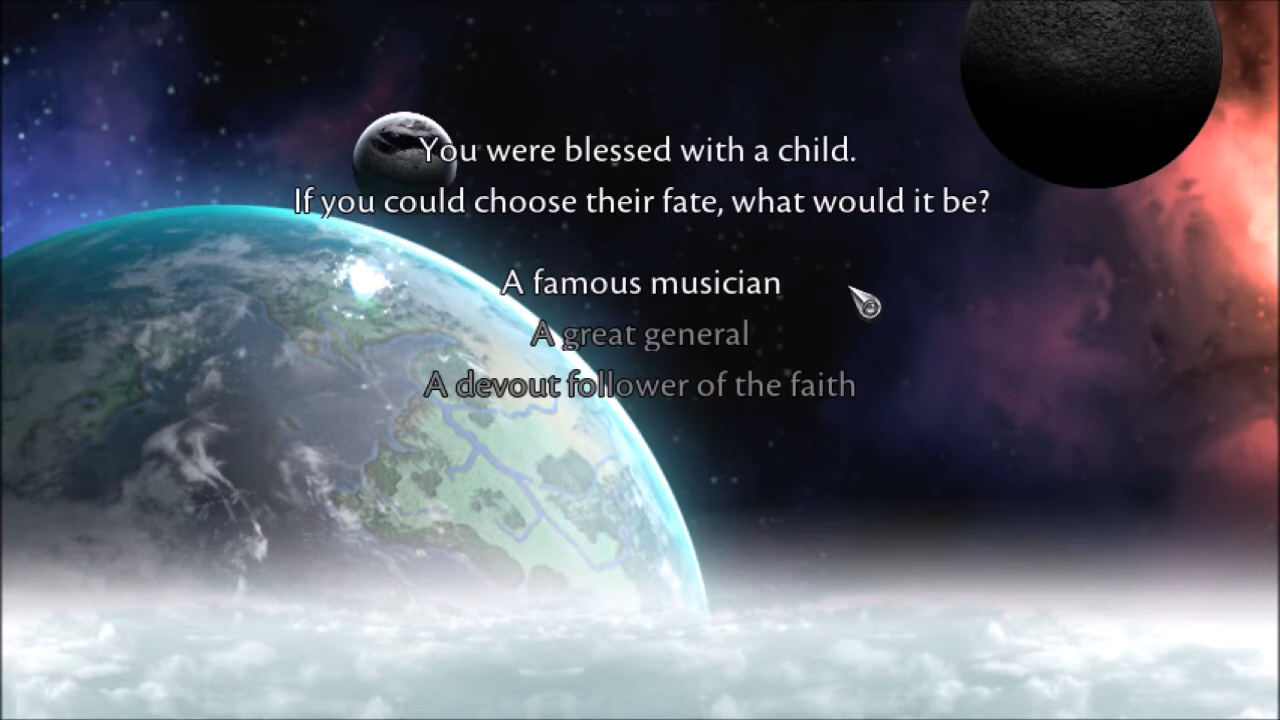 You were blessed with a child.
If you could choose their fate, what would it be?
A famous musician
A great general
A devout follower of the faith